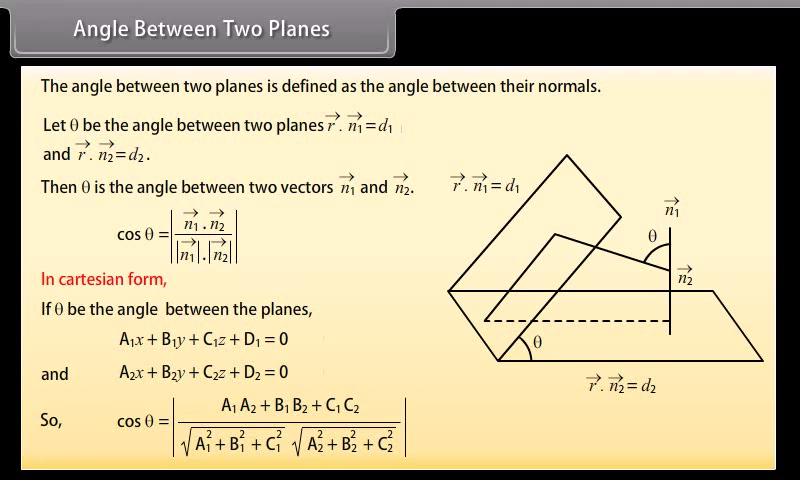 Angle Between Two Planes
The angle between two planes is defined as the angle between their normals.
Let θ be the angle between two planes r⃗ . n⃗₁ = d₁
and r⃗ . n⃗₂ = d₂.
Then θ is the angle between two vectors n⃗₁ and n⃗₂.
cos θ = | n⃗₁ . n⃗₂ / |n⃗₁| . |n⃗₂| |
In cartesian form,
If θ be the angle between the planes,
A₁x + B₁y + C₁z + D₁ = 0
and A₂x + B₂y + C₂z + D₂ = 0
So, cos θ = | A₁ A₂ + B₁ B₂ + C₁ C₂ / √(A₁² + B₁² + C₁²) √(A₂² + B₂² + C₂²) |
r⃗ . n⃗₁ = d₁
n⃗₁
θ
n⃗₂
θ
r⃗ . n⃗₂ = d₂